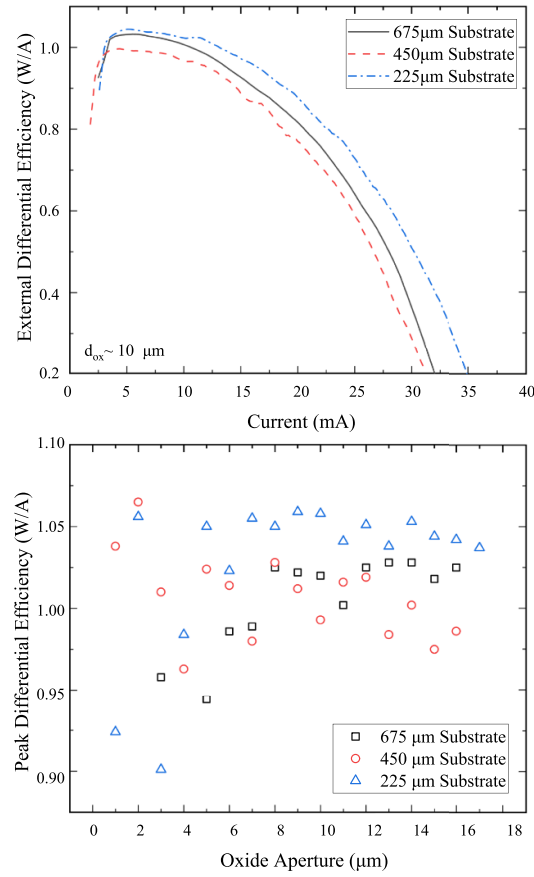 External Differential Efficiency (W/A)
1.0
0.8
0.6
0.4
0.2
675μm Substrate
450μm Substrate
225μm Substrate
dox~ 10 μm
0 5 10 15 20 25 30 35 40
Current (mA)
Peak Differential Efficiency (W/A)
1.10
1.05
1.00
0.95
0.90
675 μm Substrate
450 μm Substrate
225 μm Substrate
0 2 4 6 8 10 12 14 16 18
Oxide Aperture (μm)